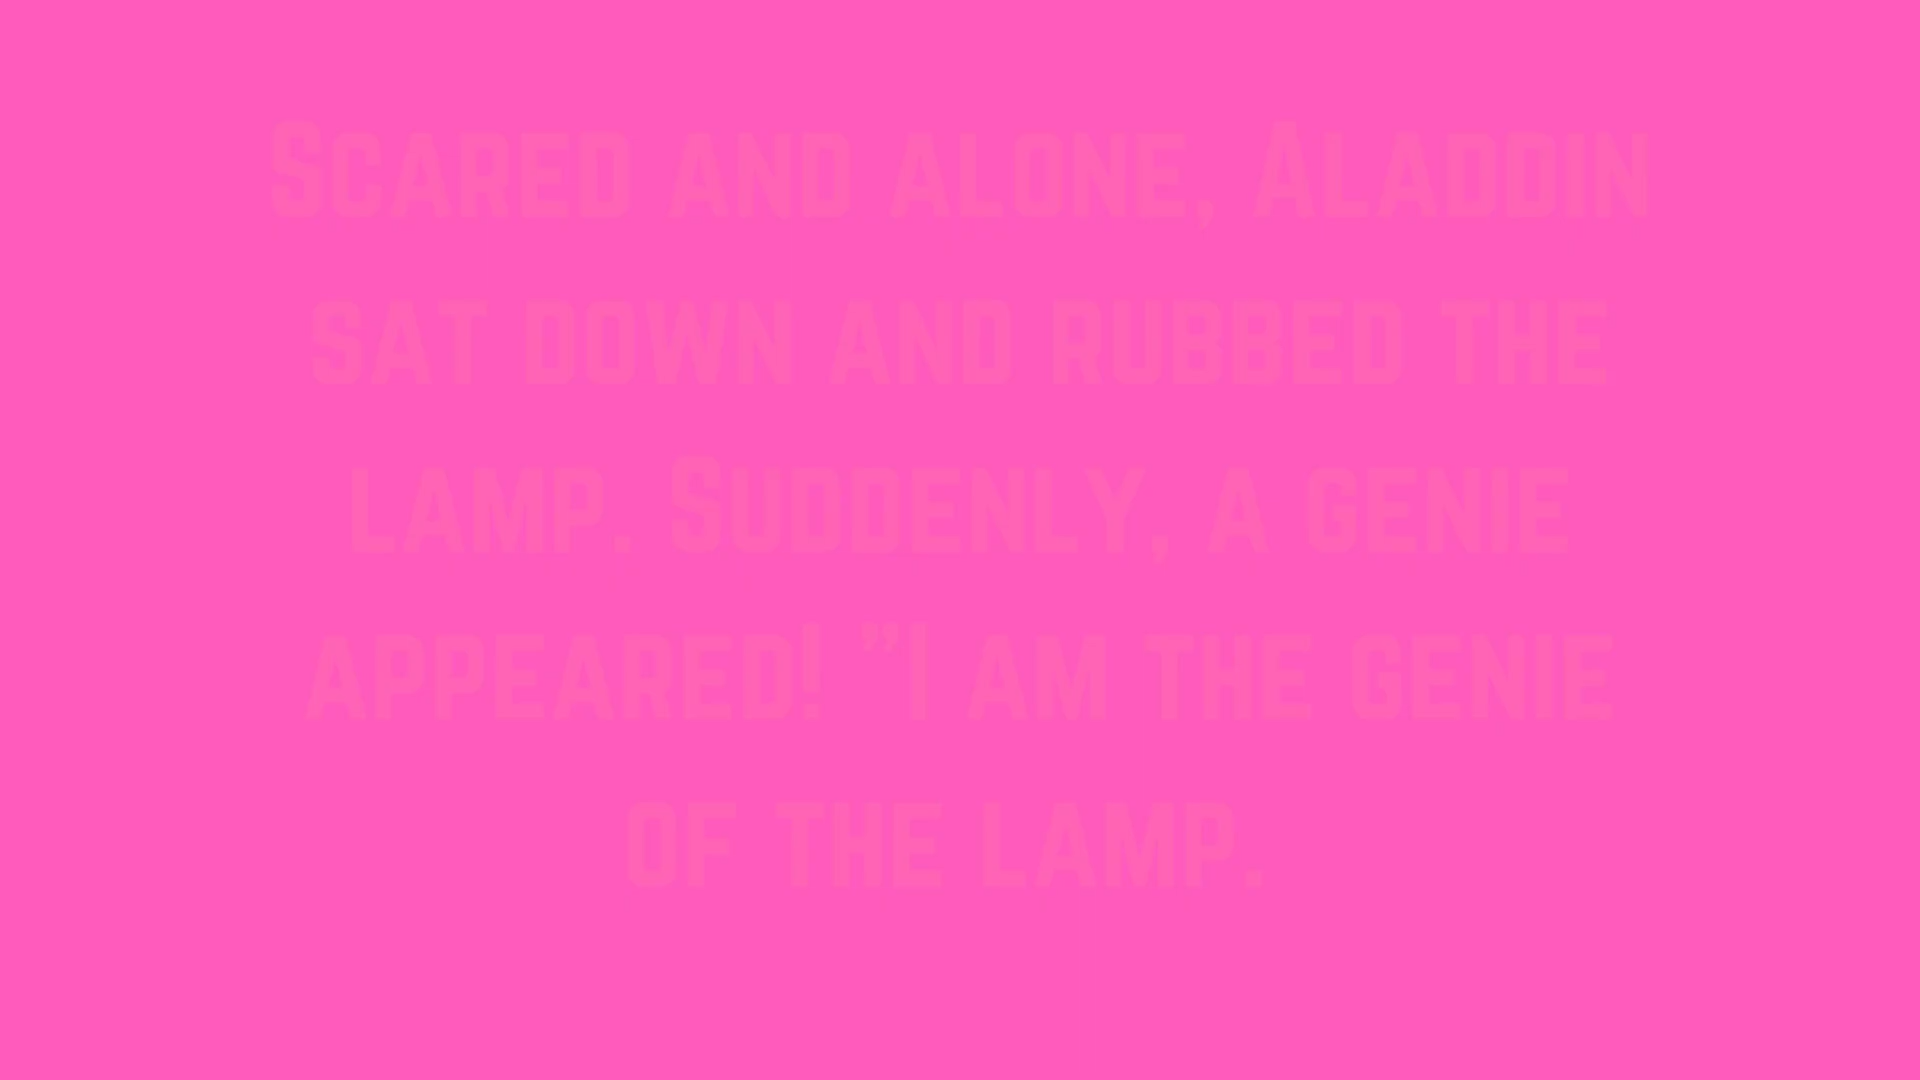 Scared and alone, Aladdin
sat down and rubbed the
lamp. Suddenly, a genie
appeared! "I am the genie
of the lamp.